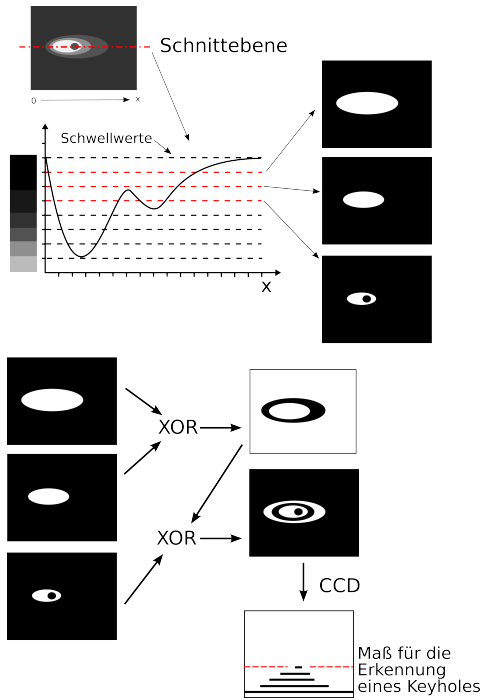 Schnittebene
0
x
Schwellwerte
X
XOR
XOR
CCD
Maß für die
Erkennung
eines Keyholes